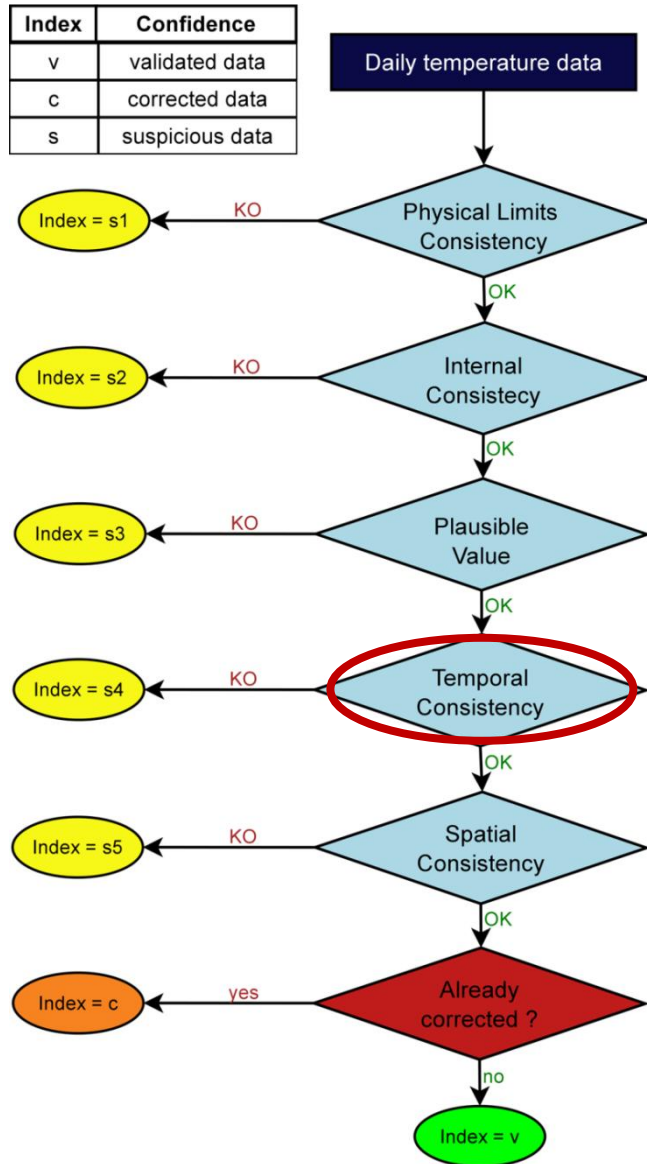 Index Confidence
v validated data
c corrected data
s suspicious data
Daily temperature data
Physical Limits
Consistency
KO
Index = s1
OK
Internal
Consistecy
KO
Index = s2
OK
Plausible
Value
KO
Index = s3
OK
Temporal
Consistency
KO
Index = s4
OK
Spatial
Consistency
KO
Index = s5
OK
Already
corrected ?
yes
Index = c
no
Index = v